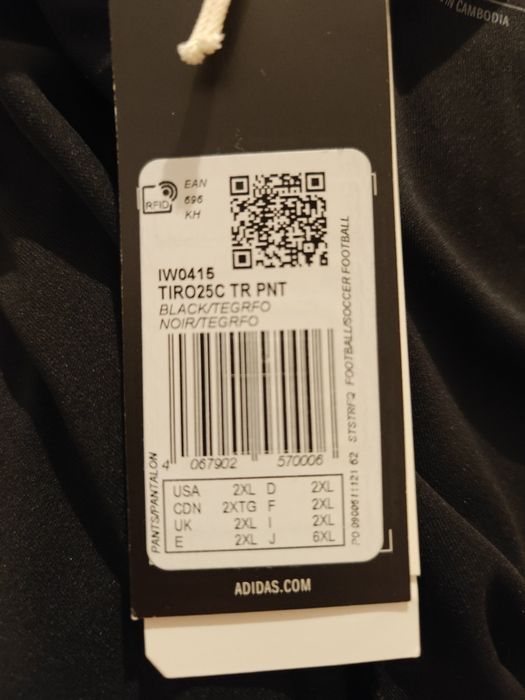 IN CAMBODIA
RFID
EAN
696
KH
IW0415
TIRO25C TR PNT
BLACK/TEGRFO
NOIR/TEGRFO
4 067902 570006
PANTS/PANTALON
USA 2XL D 2XL
CDN 2XTG F 2XL
UK 2XL I 2XL
E 2XL J 6XL
STSTRFQ FOOTBALL/SOCCER FOOTBALL
ADIDAS.COM